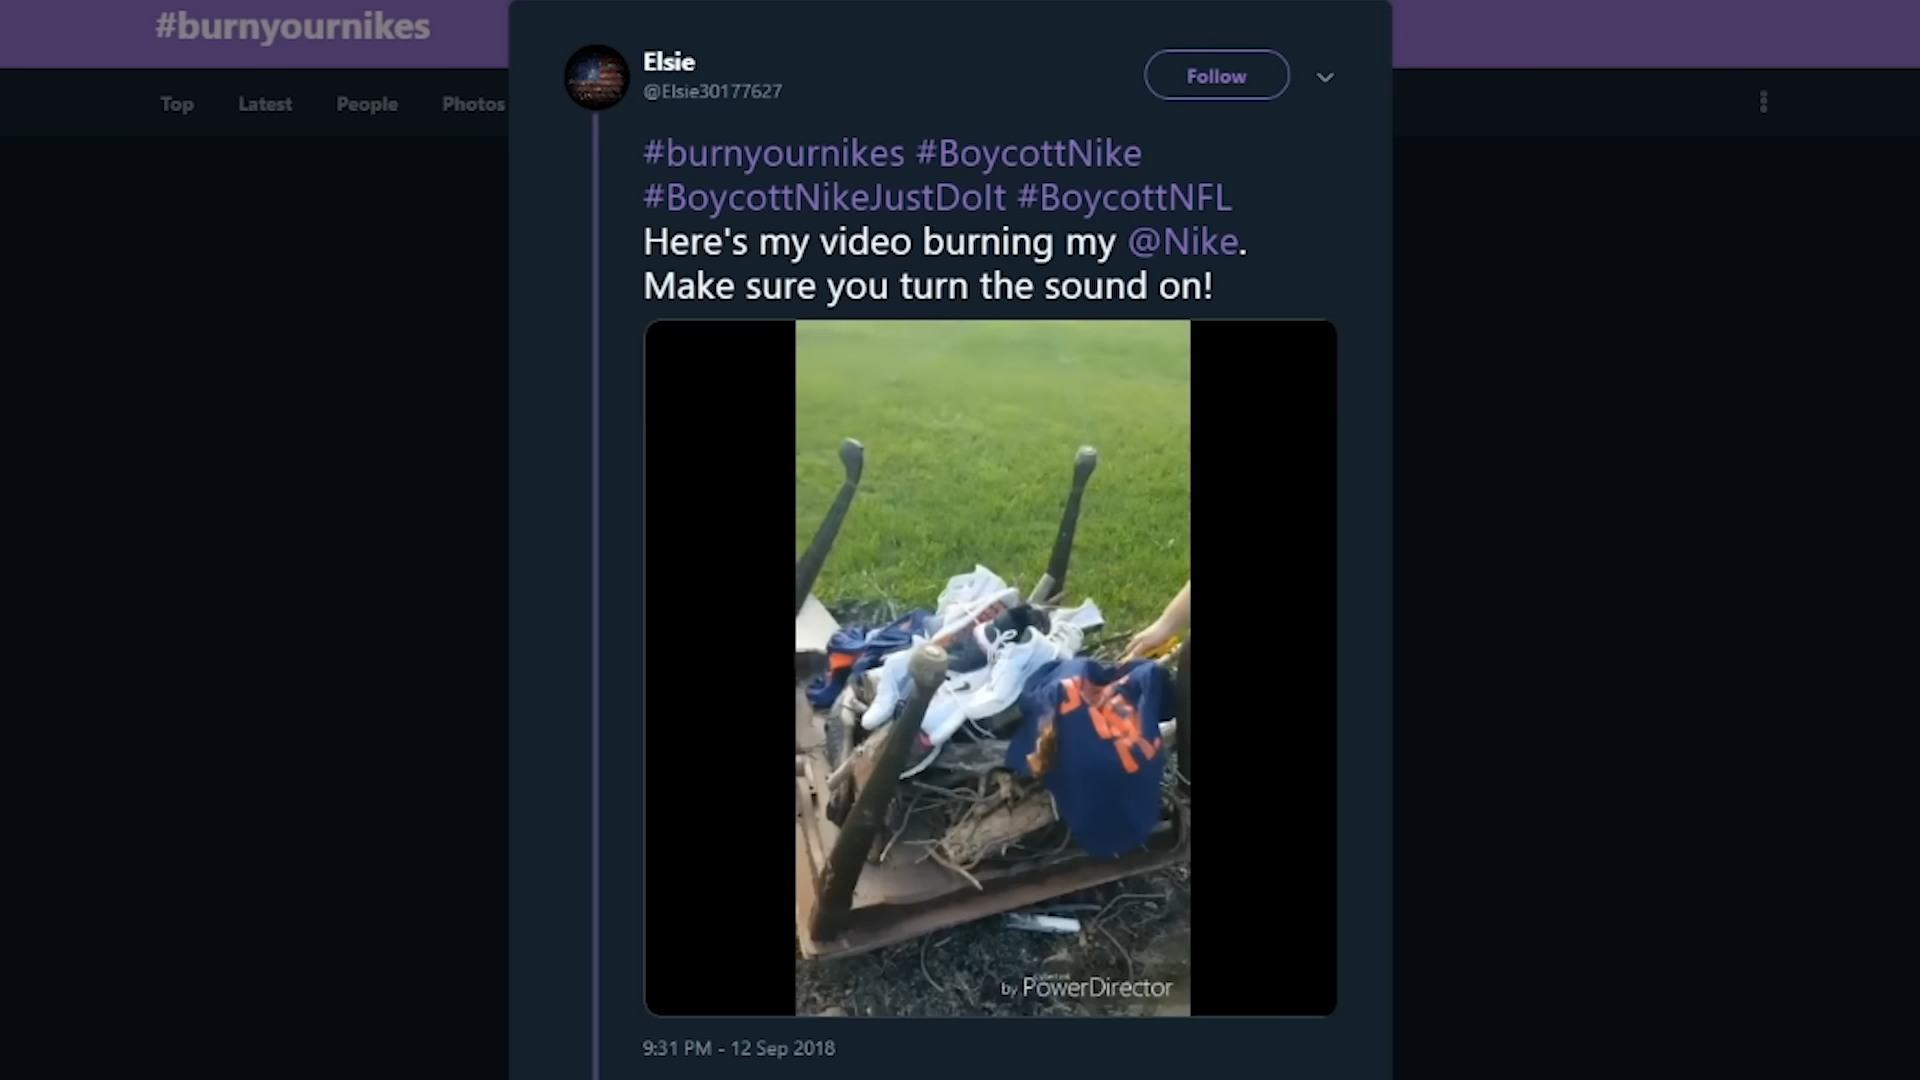 #burnyournikes
Elsie
@Elsie30177627
Follow
Top Latest People Photos
#burnyournikes #BoycottNike
#BoycottNikeJustDoIt #BoycottNFL
Here's my video burning my @Nike.
Make sure you turn the sound on!
by PowerDirector
9:31 PM - 12 Sep 2018